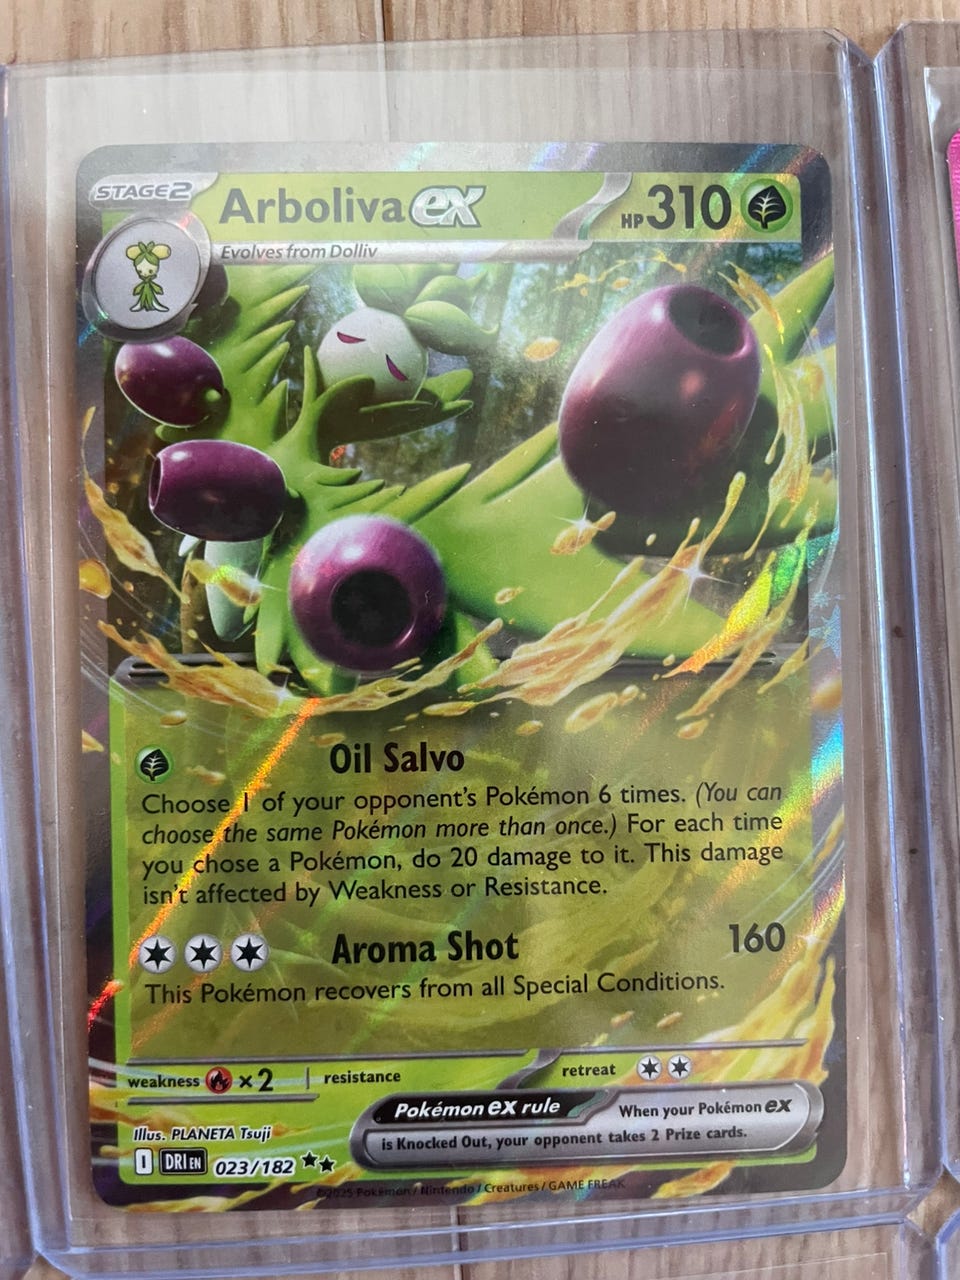 STAGE2
Arboliva ex
HP 310
Evolves from Dolliv
Oil Salvo
Choose 1 of your opponent's Pokémon 6 times. (You can
choose the same Pokémon more than once.) For each time
you chose a Pokémon, do 20 damage to it. This damage
isn't affected by Weakness or Resistance.
Aroma Shot 160
This Pokémon recovers from all Special Conditions.
weakness ×2 resistance retreat
Pokémon ex rule When your Pokémon ex
is Knocked Out, your opponent takes 2 Prize cards.
Illus. PLANETA Tsuji
I DRI EN 023/182
©2025 Pokémon / Nintendo / Creatures / GAME FREAK